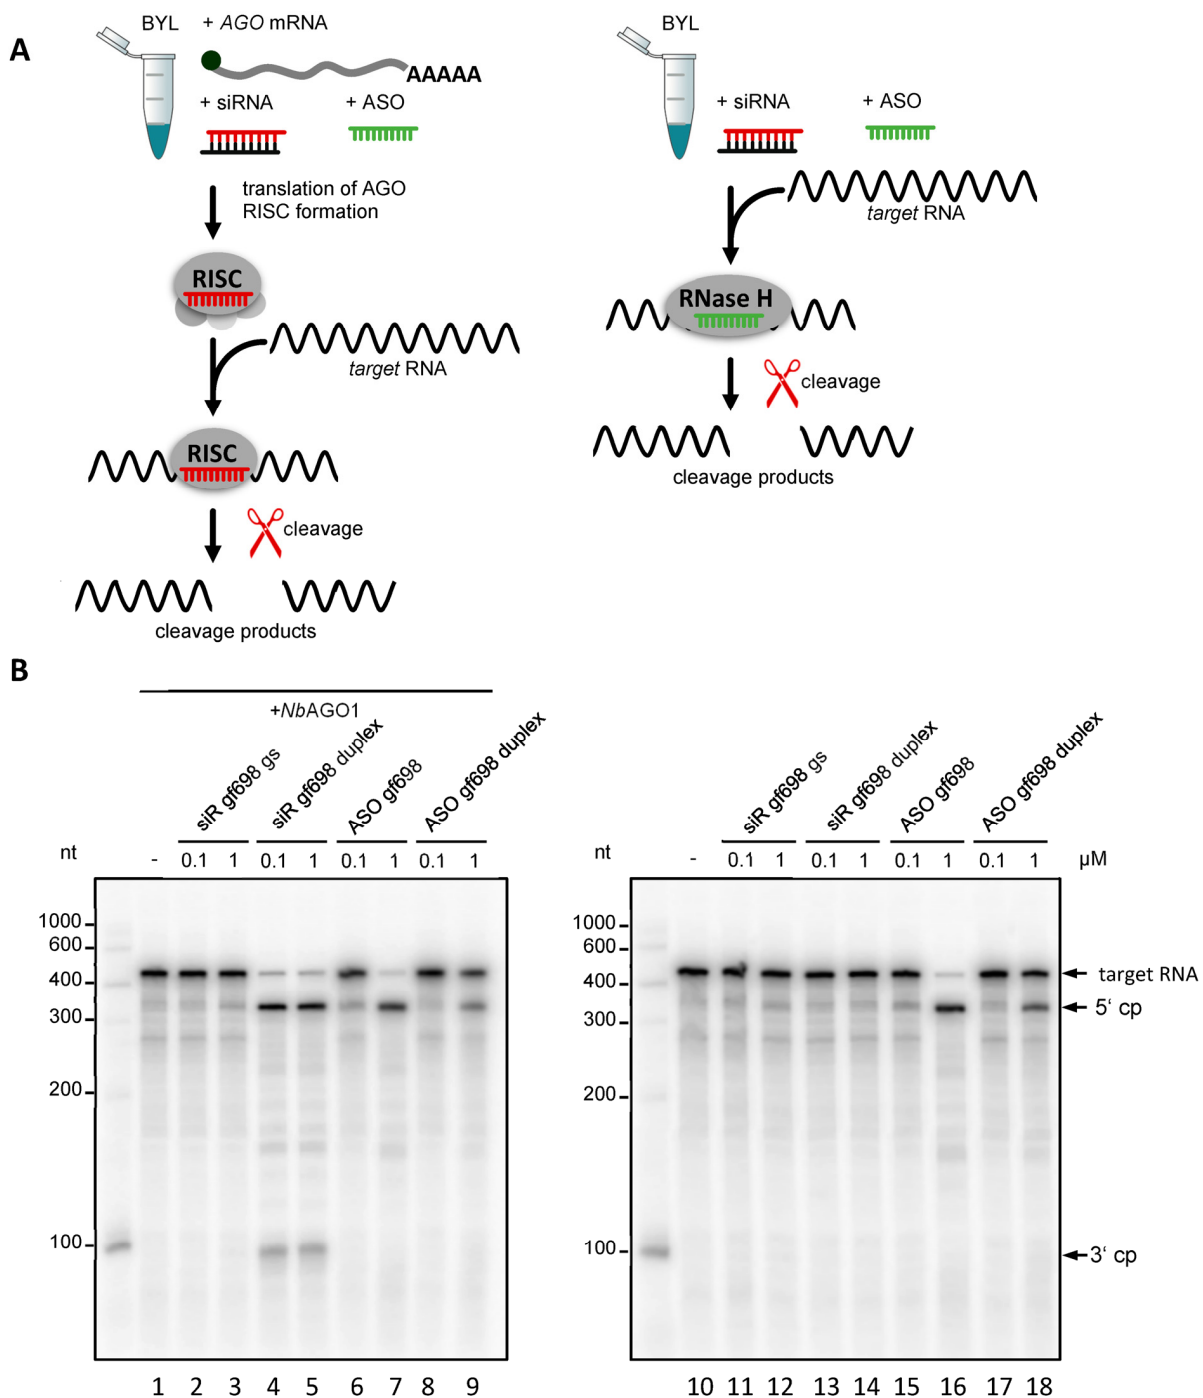 A
BYL + AGO mRNA
AAAAA
+ siRNA + ASO
translation of AGO
RISC formation
RISC
target RNA
RISC
cleavage
cleavage products
BYL
+ siRNA + ASO
target RNA
RNase H
cleavage
cleavage products
B
+NbAGO1
siR gf698 gs
siR gf698 duplex
ASO gf698
ASO gf698 duplex
nt - 0.1 1 0.1 1 0.1 1 0.1 1
1000
600
400
300
200
100
1 2 3 4 5 6 7 8 9
siR gf698 gs
siR gf698 duplex
ASO gf698
ASO gf698 duplex
nt - 0.1 1 0.1 1 0.1 1 0.1 1 µM
1000
600
400
300
200
100
target RNA
5‘ cp
3‘ cp
10 11 12 13 14 15 16 17 18